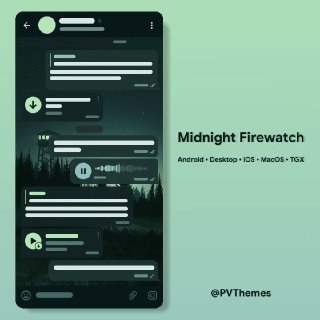 Midnight Firewatch
Android • Desktop • IOS • MacOS • TGX
@PVThemes